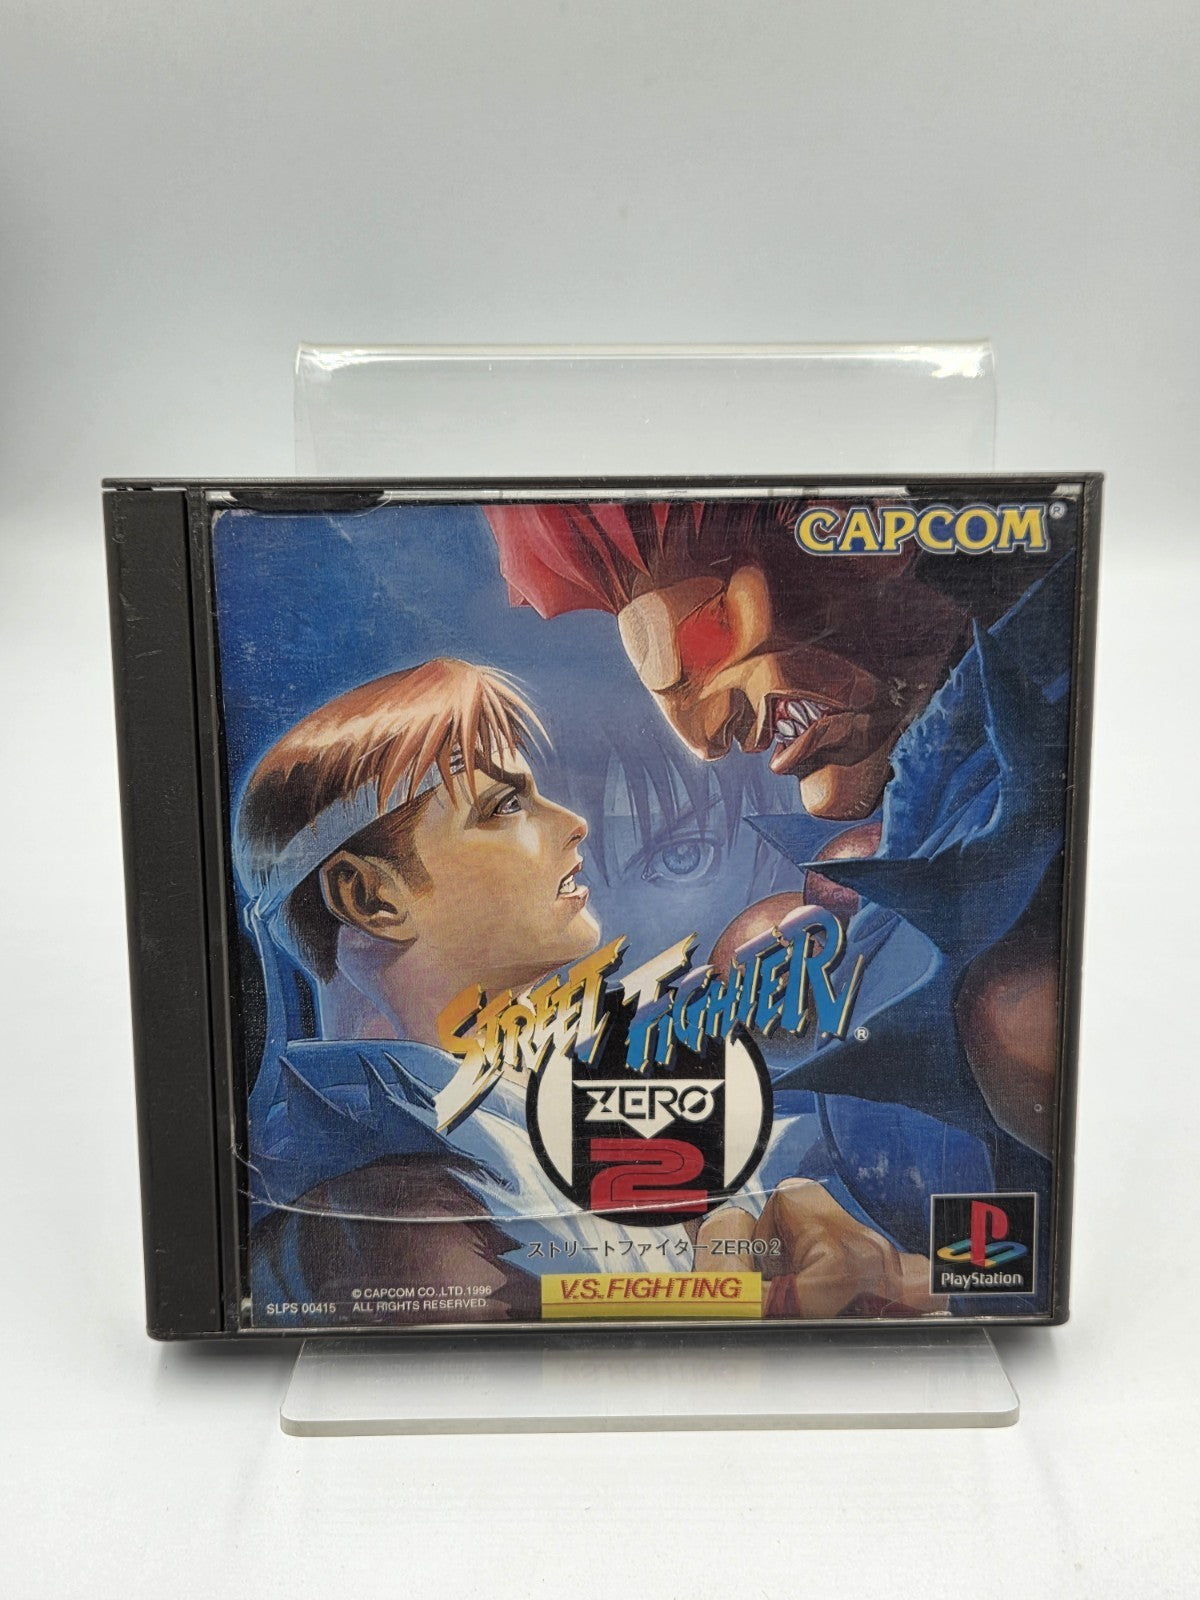 CAPCOM®
STREET FIGHTER®
ZERO
2
ストリートファイターZERO2
V.S.FIGHTING
SLPS 00415
© CAPCOM CO.,LTD.1996
ALL RIGHTS RESERVED.
PlayStation